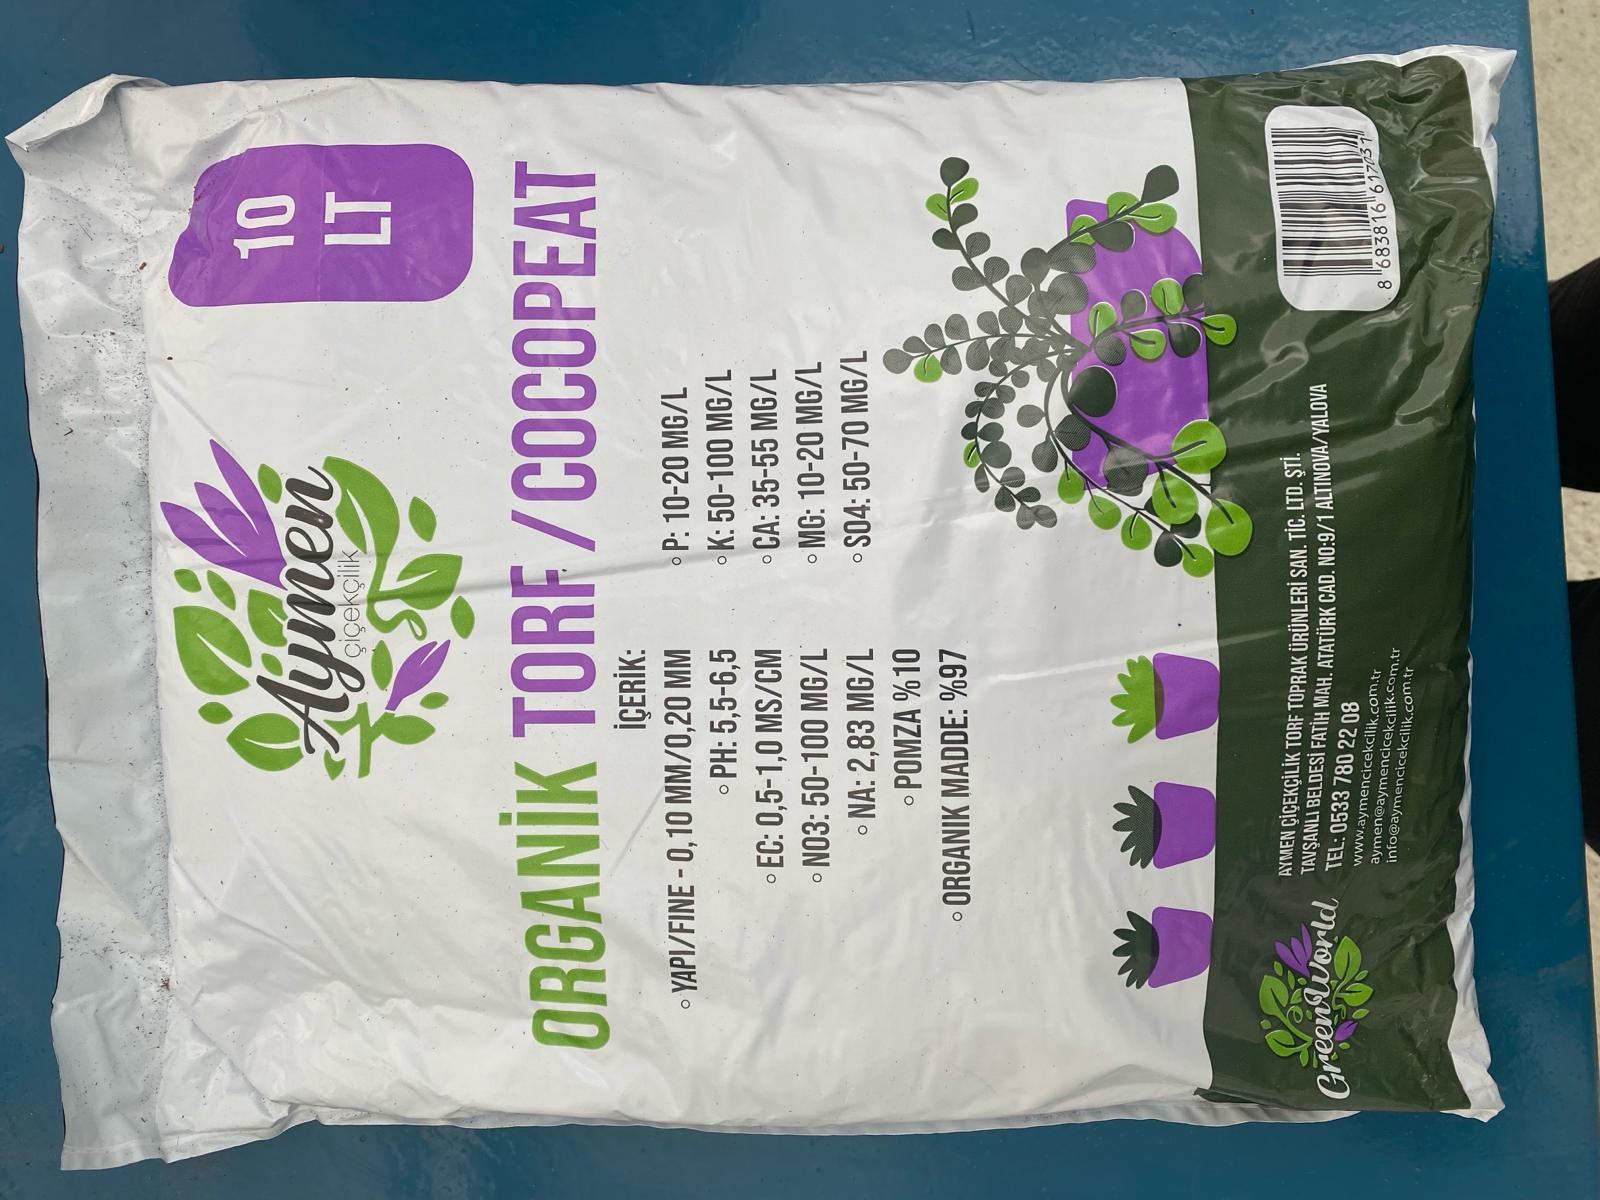 10
LT
Aymen
çiçekçilik
ORGANİK TORF / COCOPEAT
İÇERİK:
◦ YAPI/FINE - 0,10 MM/0,20 MM
◦ PH: 5,5-6,5
◦ EC: 0,5-1,0 MS/CM
◦ NO3: 50-100 MG/L
◦ NA: 2,83 MG/L
◦ POMZA %10
◦ ORGANIK MADDE: %97
◦ P: 10-20 MG/L
◦ K: 50-100 MG/L
◦ CA: 35-55 MG/L
◦ MG: 10-20 MG/L
◦ SO4: 50-70 MG/L
GreenWorld
AYMEN ÇİÇEKÇİLİK TORF TOPRAK ÜRÜNLERİ SAN. TİC. LTD. ŞTİ.
TAVŞANLI BELDESİ FATİH MAH. ATATÜRK CAD. NO:9/1 ALTINOVA/YALOVA
TEL: 0533 780 22 08
www.aymencicekcilik.com.tr
aymen@aymencicekcilik.com.tr
info@aymencicekcilik.com.tr
8 683816 617031